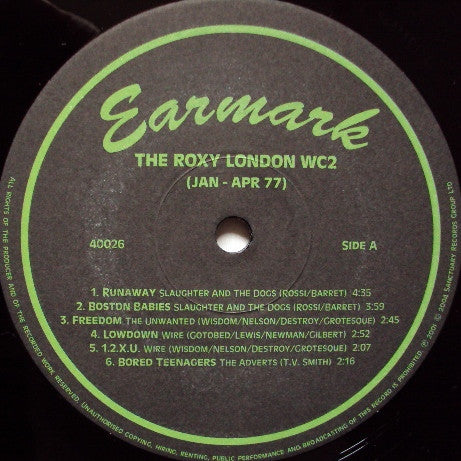 Earmark
THE ROXY LONDON WC2
(JAN - APR 77)
40026
SIDE A
1. RUNAWAY SLAUGHTER AND THE DOGS (ROSSI/BARRET) 4:35
2. BOSTON BABIES SLAUGHTER AND THE DOGS (ROSSI/BARRET) 3:59
3. FREEDOM THE UNWANTED (WISDOM/NELSON/DESTROY/GROTESQUE) 2:45
4. LOWDOWN WIRE (GOTOBED/LEWIS/NEWMAN/GILBERT) 2:52
5. 1.2.X.U. WIRE (WISDOM/NELSON/DESTROY/GROTESQUE) 2:07
6. BORED TEENAGERS THE ADVERTS (T.V. SMITH) 2:16
ALL RIGHTS OF THE PRODUCER AND OF THE WORK RESERVED. UNAUTHORISED COPYING, HIRING, RENTING, PUBLIC PERFORMANCE AND BROADCASTING OF THIS RECORD IS PROHIBITED. ℗ 2001 © 2004 SANCTUARY RECORDS GROUP LTD